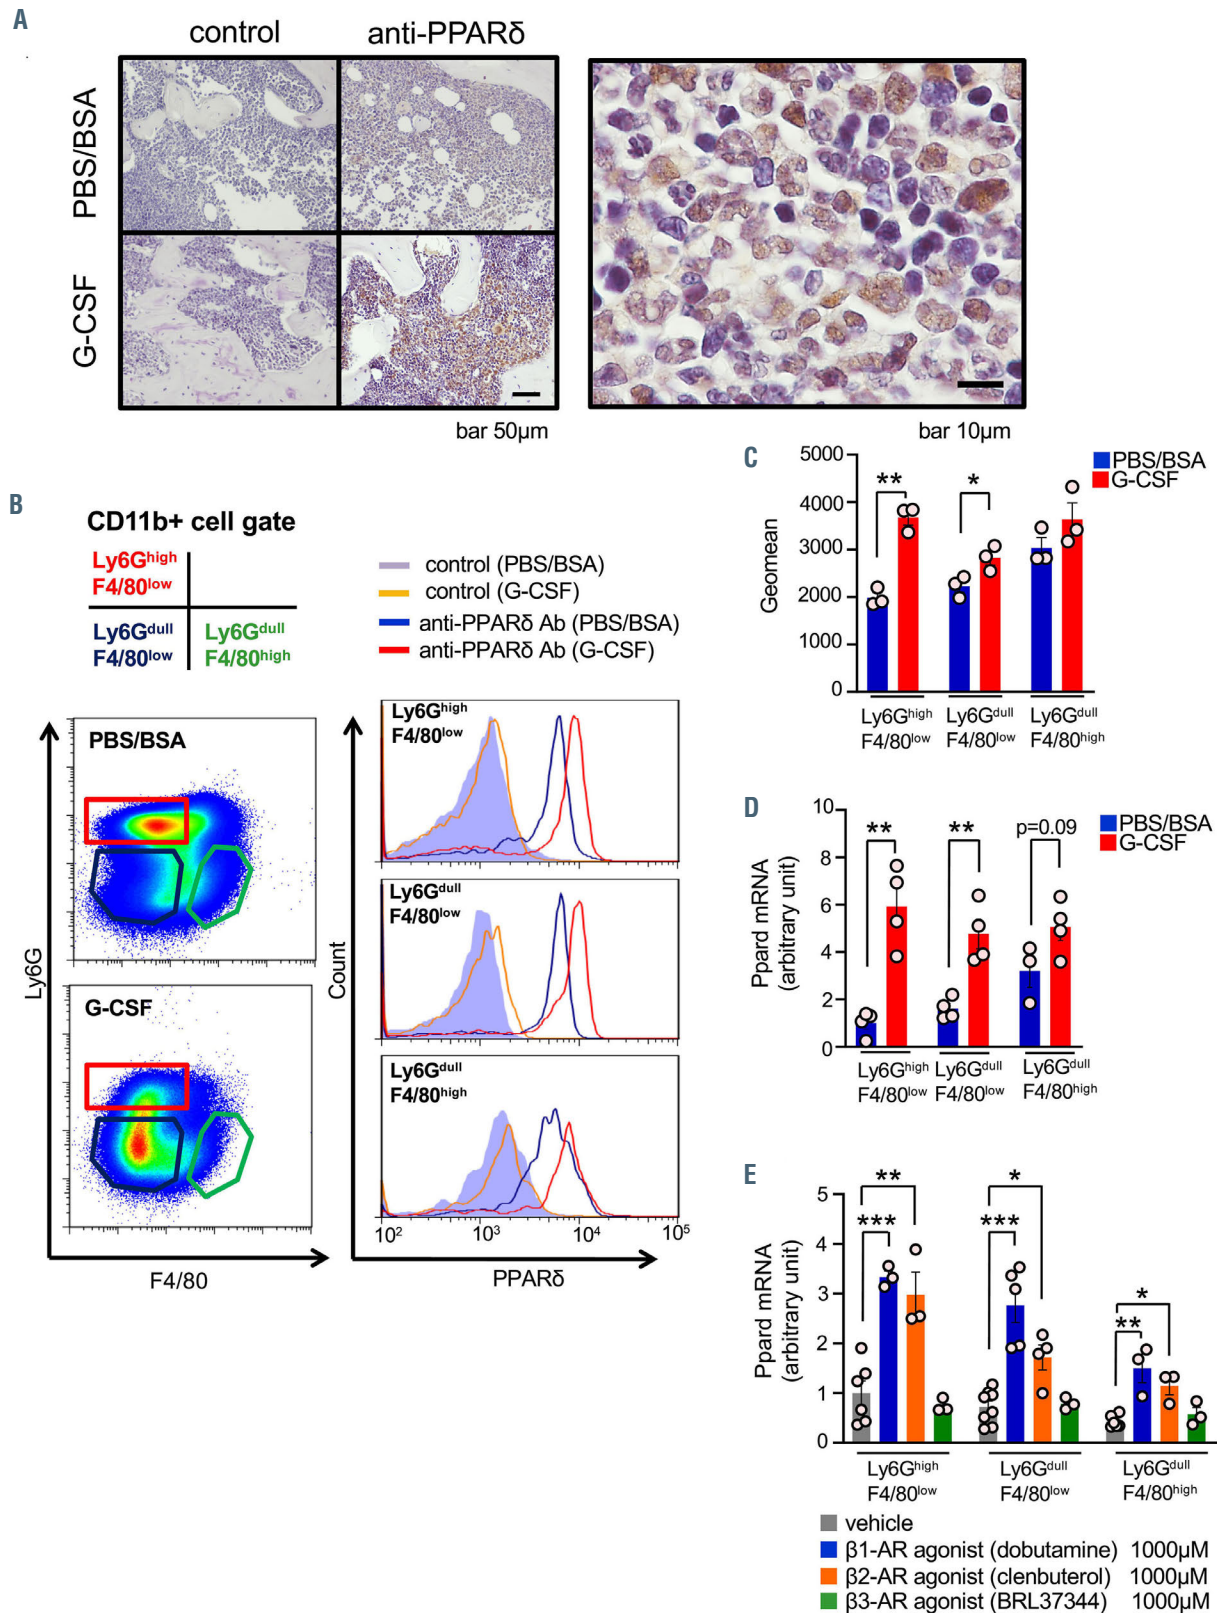 A
control
anti-PPARδ
PBS/BSA
G-CSF
bar 50µm
bar 10µm
B
CD11b+ cell gate
Ly6Ghigh
F4/80low
Ly6Gdull
F4/80low
Ly6Gdull
F4/80high
control (PBS/BSA)
control (G-CSF)
anti-PPARδ Ab (PBS/BSA)
anti-PPARδ Ab (G-CSF)
PBS/BSA
G-CSF
Ly6G
F4/80
Ly6Ghigh
F4/80low
Ly6Gdull
F4/80low
Ly6Gdull
F4/80high
Count
10² 10³ 10⁴ 10⁵
PPARδ
C
PBS/BSA
G-CSF
5000
4000
3000
2000
1000
0
Geomean
** *
Ly6Ghigh Ly6Gdull Ly6Gdull
F4/80low F4/80low F4/80high
D
PBS/BSA
G-CSF
10
8
6
4
2
0
Ppard mRNA
(arbitrary unit)
** ** p=0.09
Ly6Ghigh Ly6Gdull Ly6Gdull
F4/80low F4/80low F4/80high
E
5
4
3
2
1
0
Ppard mRNA
(arbitrary unit)
** * *
*** *** **
Ly6Ghigh Ly6Gdull Ly6Gdull
F4/80low F4/80low F4/80high
vehicle
β1-AR agonist (dobutamine) 1000µM
β2-AR agonist (clenbuterol) 1000µM
β3-AR agonist (BRL37344) 1000µM